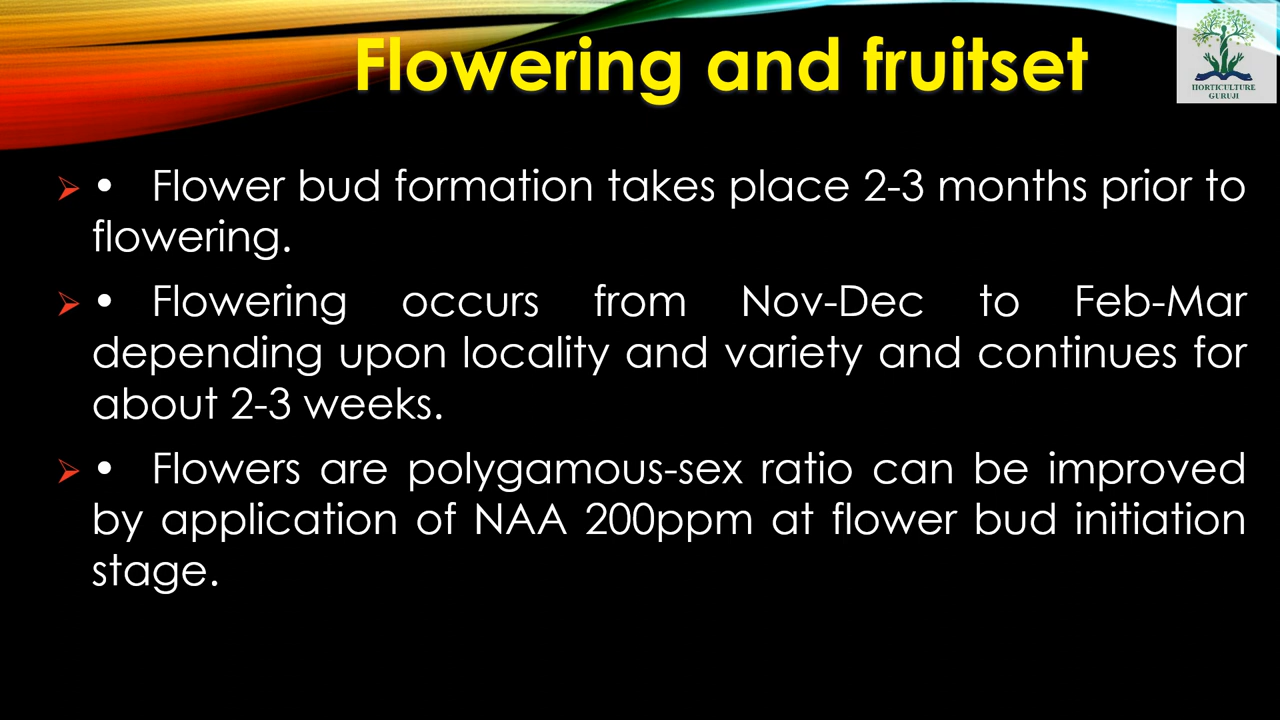 Flowering and fruitset
HORTICULTURE
GURUJI
➢ • Flower bud formation takes place 2-3 months prior to
flowering.
➢ • Flowering occurs from Nov-Dec to Feb-Mar
depending upon locality and variety and continues for
about 2-3 weeks.
➢ • Flowers are polygamous-sex ratio can be improved
by application of NAA 200ppm at flower bud initiation
stage.